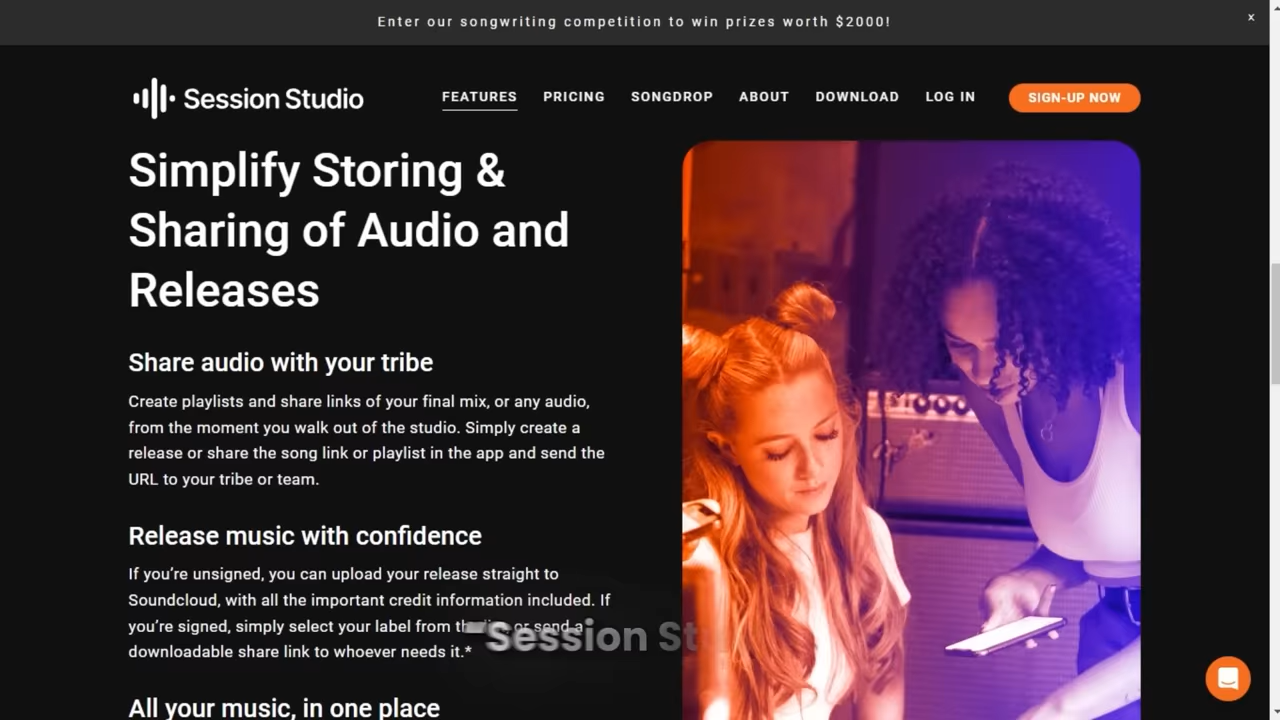 Enter our songwriting competition to win prizes worth $2000!
x
Session Studio
FEATURES PRICING SONGDROP ABOUT DOWNLOAD LOG IN SIGN-UP NOW
Simplify Storing &
Sharing of Audio and
Releases
Share audio with your tribe
Create playlists and share links of your final mix, or any audio,
from the moment you walk out of the studio. Simply create a
release or share the song link or playlist in the app and send the
URL to your tribe or team.
Release music with confidence
If you’re unsigned, you can upload your release straight to
Soundcloud, with all the important credit information included. If
you’re signed, simply select your label from or send a
downloadable share link to whoever needs it.*
"Session
All your music, in one place